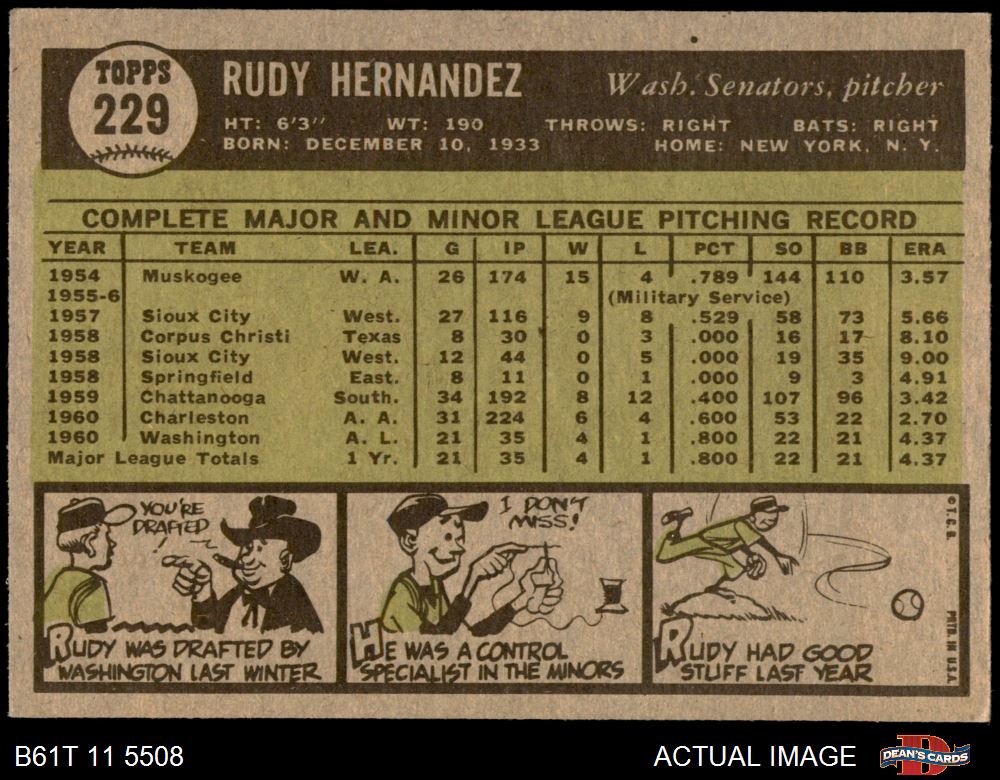 TOPPS
229
RUDY HERNANDEZ
Wash. Senators, pitcher
HT: 6'3" WT: 190 THROWS: RIGHT BATS: RIGHT
BORN: DECEMBER 10, 1933 HOME: NEW YORK, N. Y.
COMPLETE MAJOR AND MINOR LEAGUE PITCHING RECORD
YEAR TEAM LEA. G IP W L PCT SO BB ERA
1954 Muskogee W. A. 26 174 15 4 .789 144 110 3.57
1955-6 (Military Service)
1957 Sioux City West. 27 116 9 8 .529 58 73 5.66
1958 Corpus Christi Texas 8 30 0 3 .000 16 17 8.10
1958 Sioux City West. 12 44 0 5 .000 19 35 9.00
1958 Springfield East. 8 11 0 1 .000 9 3 4.91
1959 Chattanooga South. 34 192 8 12 .400 107 96 3.42
1960 Charleston A. A. 31 224 6 4 .600 53 22 2.70
1960 Washington A. L. 21 35 4 1 .800 22 21 4.37
Major League Totals 1 Yr. 21 35 4 1 .800 22 21 4.37
YOU'RE
DRAFTED
!
RUDY WAS DRAFTED BY
WASHINGTON LAST WINTER
I DON'T
MISS!
HE WAS A CONTROL
SPECIALIST IN THE MINORS
RUDY HAD GOOD
STUFF LAST YEAR
© T.C.G. PRTD. IN U.S.A.
B61T 11 5508
ACTUAL IMAGE
DEAN'S CARDS